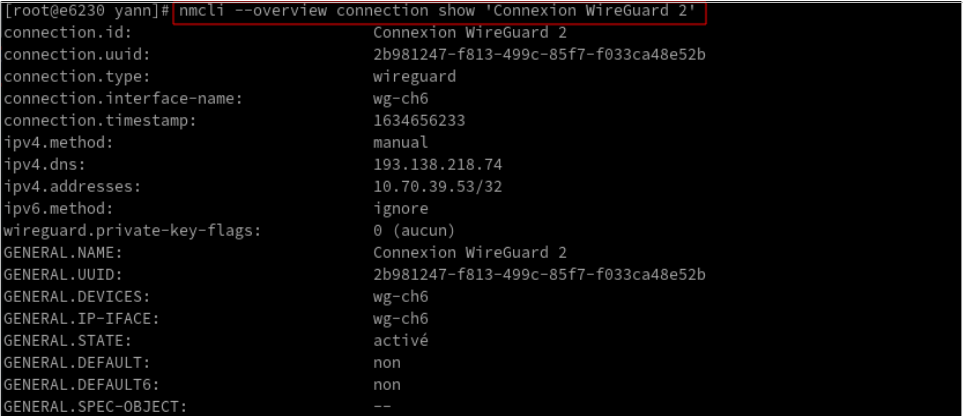 [root@e6230 yann]# nmcli --overview connection show 'Connexion WireGuard 2'
connection.id: Connexion WireGuard 2
connection.uuid: 2b981247-f813-499c-85f7-f033ca48e52b
connection.type: wireguard
connection.interface-name: wg-ch6
connection.timestamp: 1634656233
ipv4.method: manual
ipv4.dns: 193.138.218.74
ipv4.addresses: 10.70.39.53/32
ipv6.method: ignore
wireguard.private-key-flags: 0 (aucun)
GENERAL.NAME: Connexion WireGuard 2
GENERAL.UUID: 2b981247-f813-499c-85f7-f033ca48e52b
GENERAL.DEVICES: wg-ch6
GENERAL.IP-IFACE: wg-ch6
GENERAL.STATE: activé
GENERAL.DEFAULT: non
GENERAL.DEFAULT6: non
GENERAL.SPEC-OBJECT: --